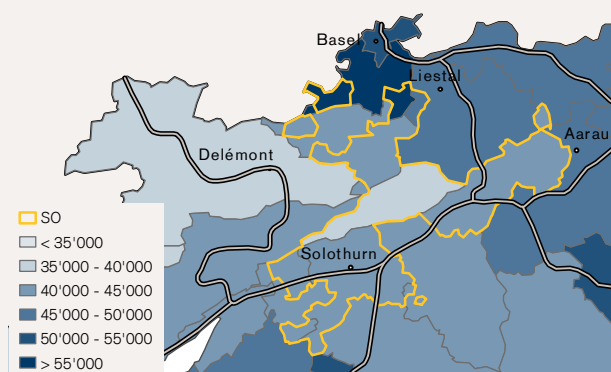 Basel
Liestal
Aarau
Delémont
Solothurn
SO
< 35'000
35'000 - 40'000
40'000 - 45'000
45'000 - 50'000
50'000 - 55'000
> 55'000